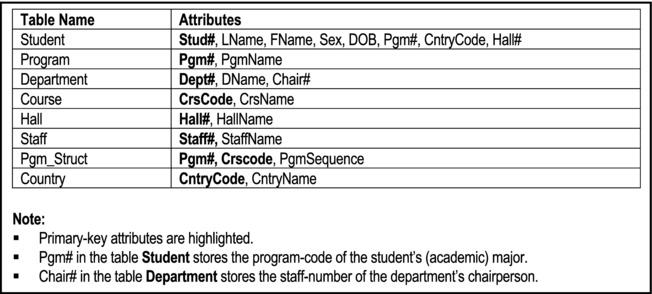 Table Name Attributes
Student Stud#, LName, FName, Sex, DOB, Pgm#, CntryCode, Hall#
Program Pgm#, PgmName
Department Dept#, DName, Chair#
Course CrsCode, CrsName
Hall Hall#, HallName
Staff Staff#, StaffName
Pgm_Struct Pgm#, Crscode, PgmSequence
Country CntryCode, CntryName
Note:
▪ Primary-key attributes are highlighted.
▪ Pgm# in the table Student stores the program-code of the student's (academic) major.
▪ Chair# in the table Department stores the staff-number of the department's chairperson.